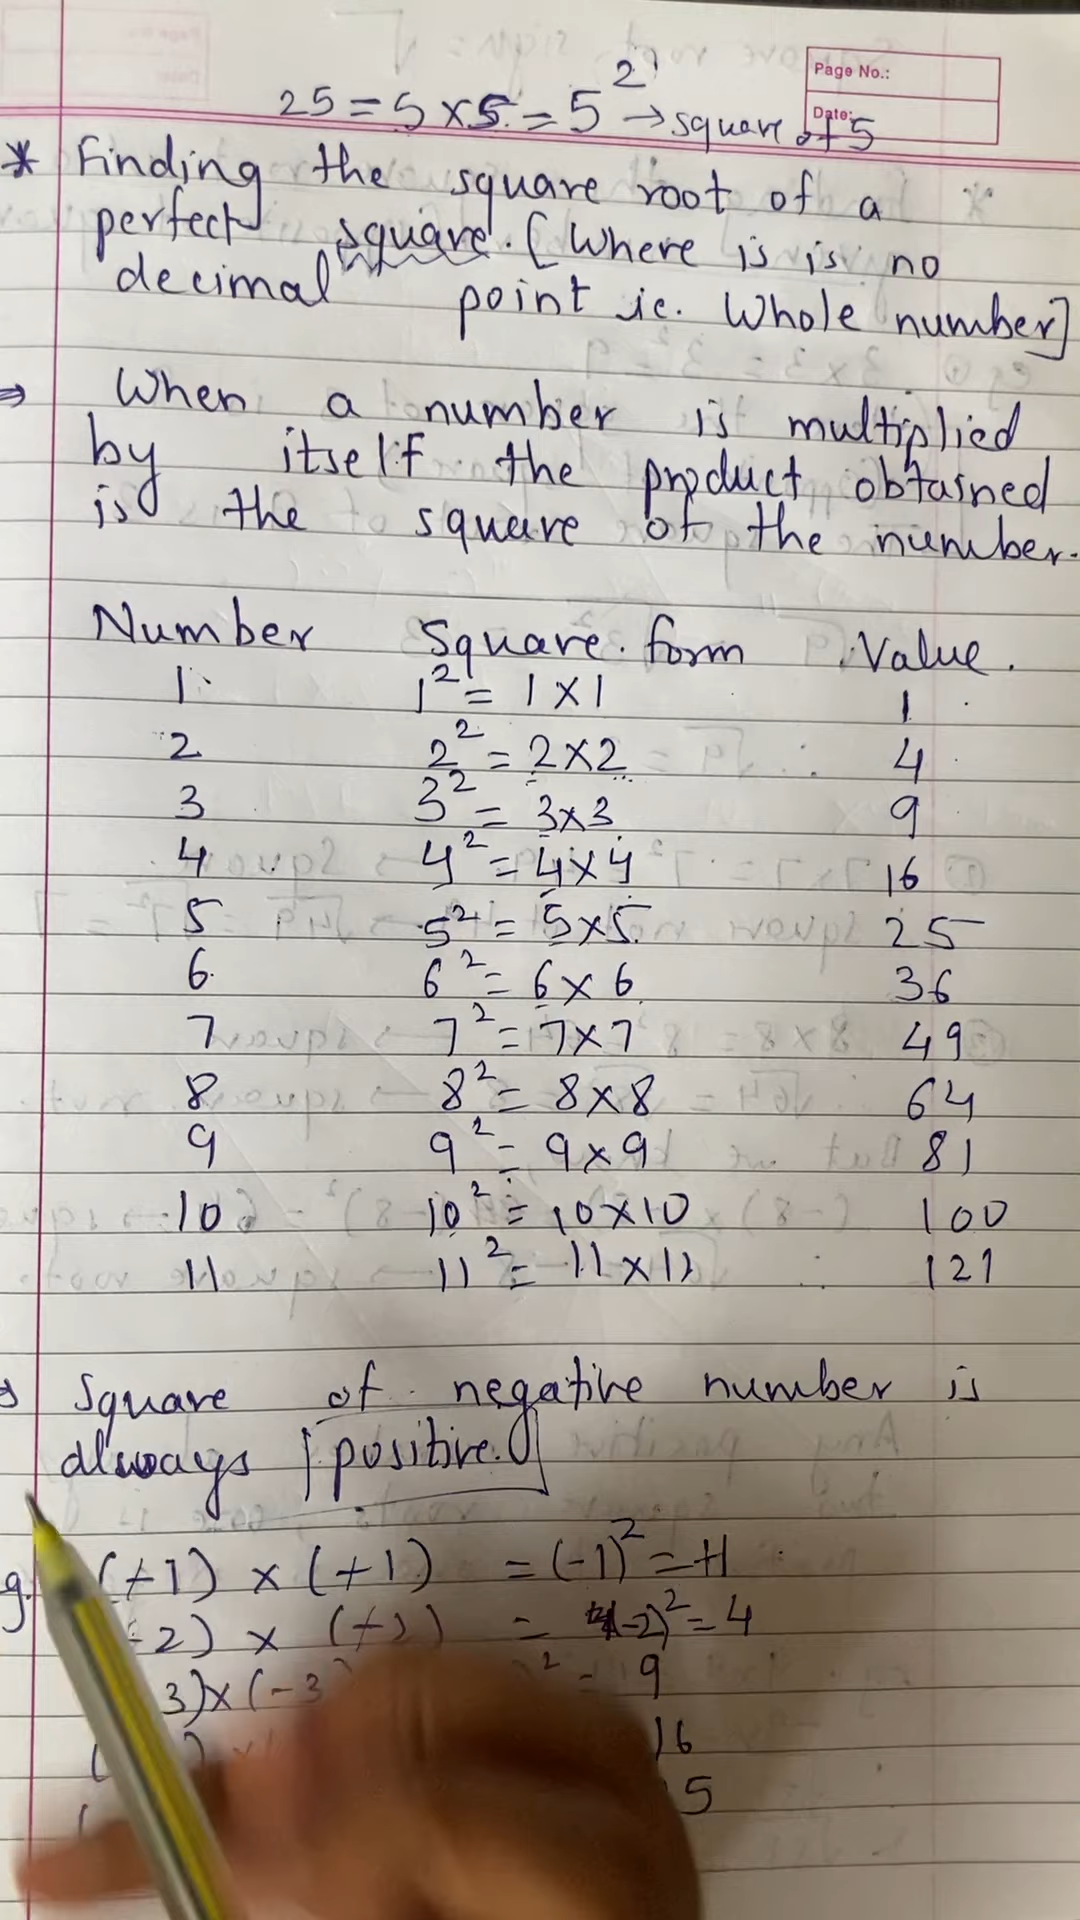 Page No.:
Date:
25 = 5 × 5 = 5² → square of 5
* Finding the square root of a
perfect square. [Where is is no
decimal point ie. Whole number]
⇒ When a number is multiplied
by itself the product obtained
is the square of the number.
Number Square form Value.
1 1² = 1 × 1 1
2 2² = 2 × 2 4
3 3² = 3 × 3 9
4 4² = 4 × 4 16
5 5² = 5 × 5 25
6 6² = 6 × 6 36
7 7² = 7 × 7 49
8 8² = 8 × 8 64
9 9² = 9 × 9 81
10 10² = 10 × 10 100
11 11² = 11 × 11 121
Square of negative number is
always positive.
g. (+1) × (+1) = (-1)² = +1
2) × = (-2)² = 4
3) × (-3 ² = 9
16
5